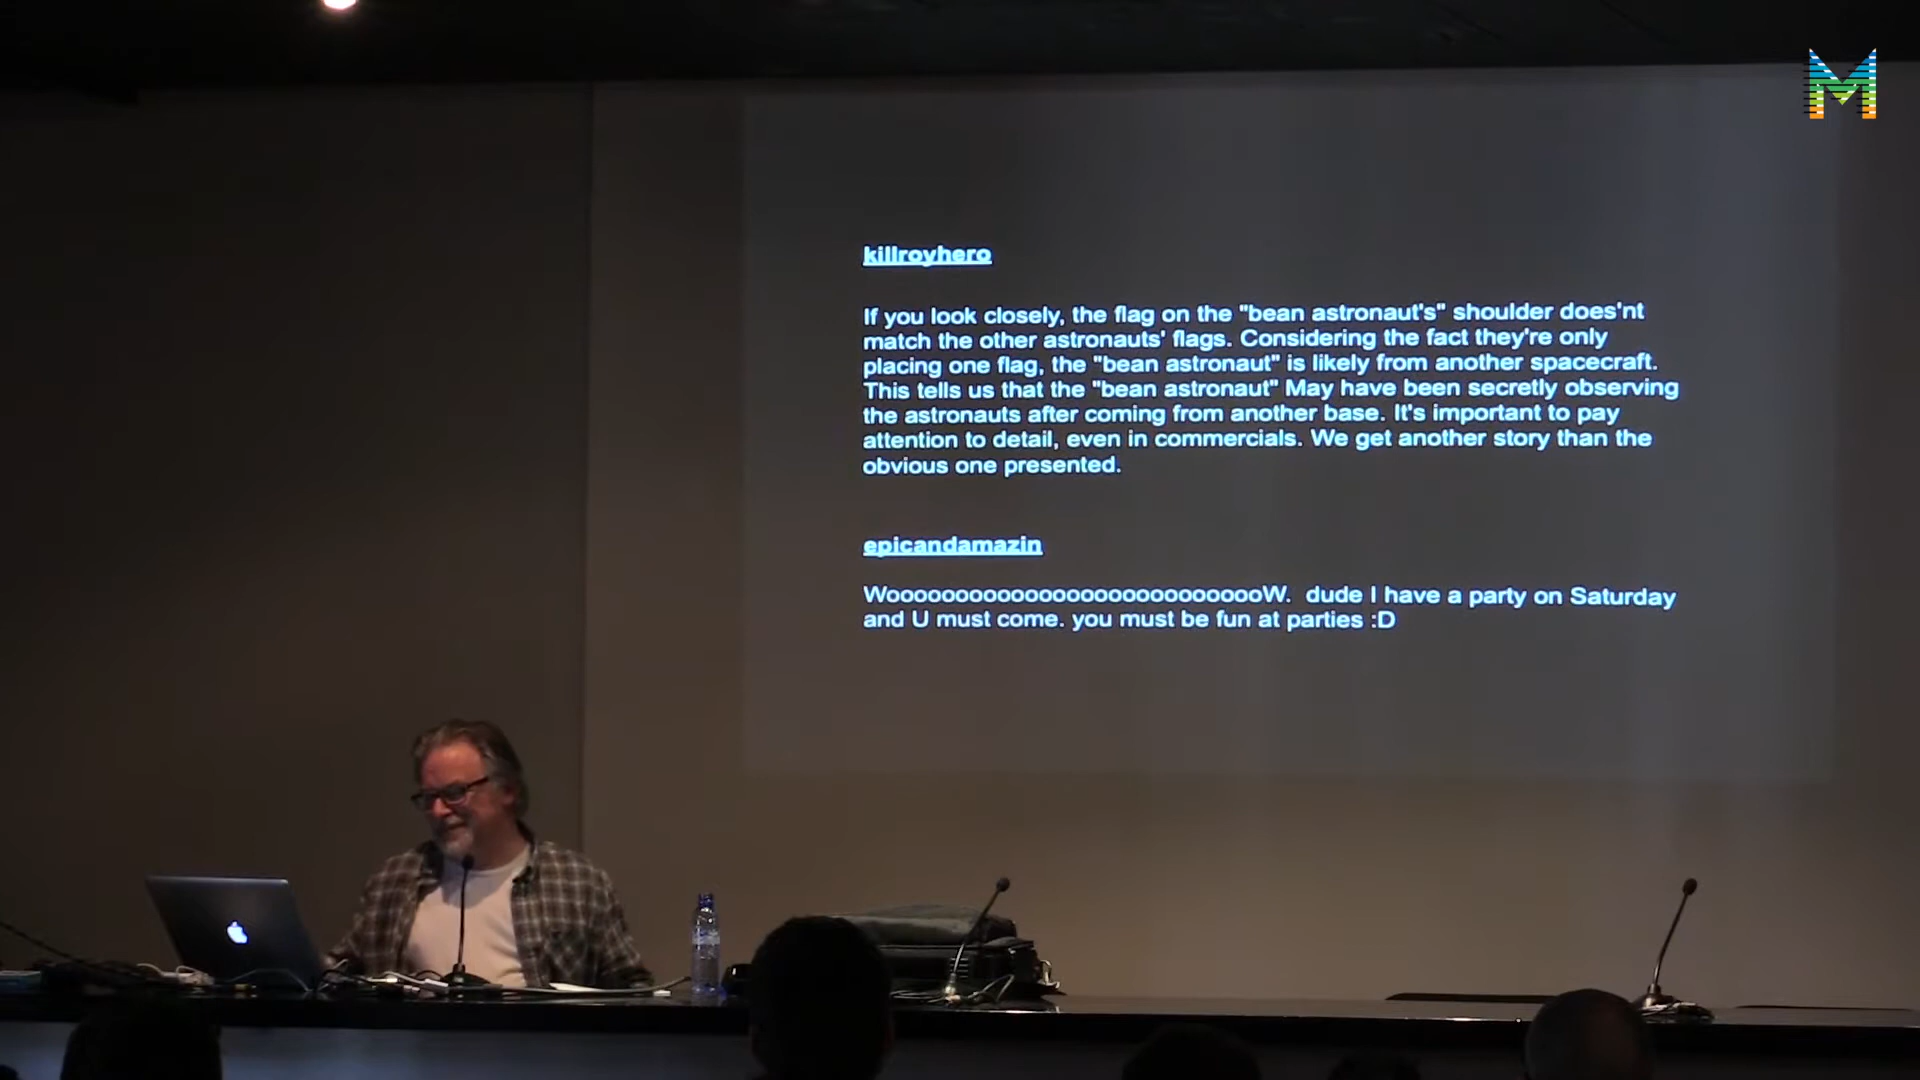 M
killroyhero
If you look closely, the flag on the "bean astronaut's" shoulder does'nt
match the other astronauts' flags. Considering the fact they're only
placing one flag, the "bean astronaut" is likely from another spacecraft.
This tells us that the "bean astronaut" May have been secretly observing
the astronauts after coming from another base. It's important to pay
attention to detail, even in commercials. We get another story than the
obvious one presented.
epicandamazin
WooooooooooooooooooooooooooooW.  dude I have a party on Saturday
and U must come. you must be fun at parties :D